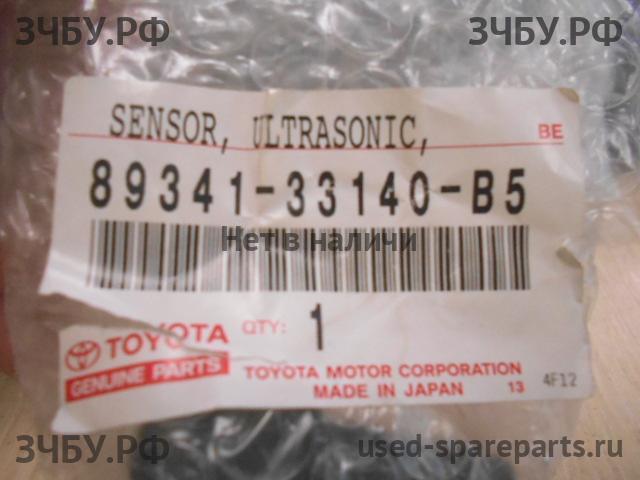 ЗЧБУ.РФ ЗЧБУ.РФ
SENSOR, ULTRASONIC,
BE
89341-33140-B5
Нет в наличи
QTY: 1
TOYOTA
GENUINE PARTS
TOYOTA MOTOR CORPORATION
MADE IN JAPAN 13 4F12
ЗЧБУ.РФ used-spareparts.ru